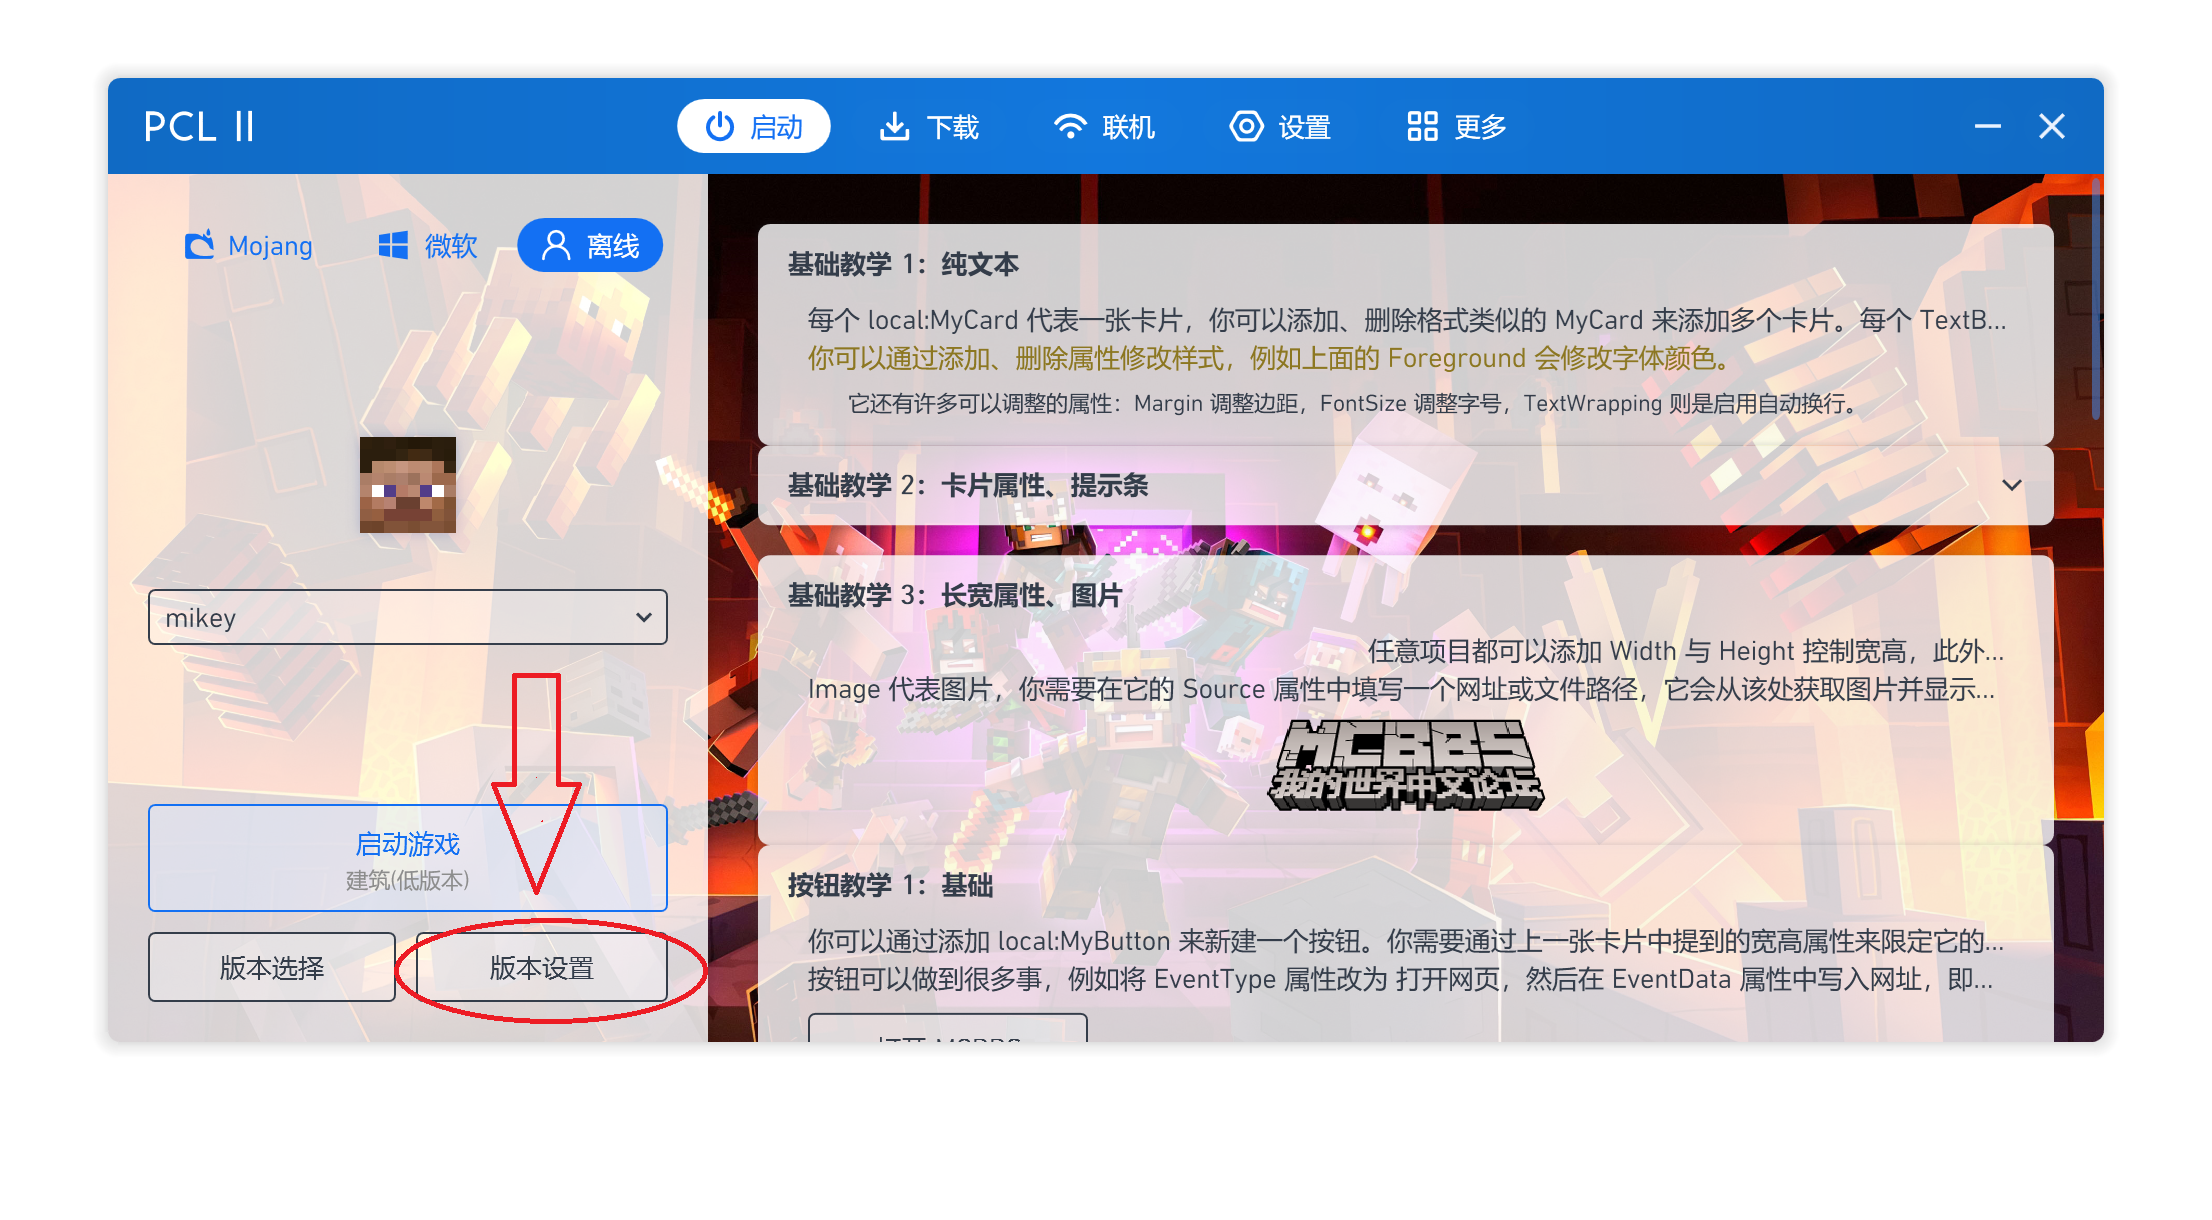 PCL II
启动
下载
联机
设置
更多
Mojang
微软
离线
mikey
启动游戏
建筑(低版本)
版本选择
版本设置
基础教学 1：纯文本
每个 local:MyCard 代表一张卡片，你可以添加、删除格式类似的 MyCard 来添加多个卡片。每个 TextB...
你可以通过添加、删除属性修改样式，例如上面的 Foreground 会修改字体颜色。
它还有许多可以调整的属性：Margin 调整边距，FontSize 调整字号，TextWrapping 则是启用自动换行。
基础教学 2：卡片属性、提示条
基础教学 3：长宽属性、图片
任意项目都可以添加 Width 与 Height 控制宽高，此外...
Image 代表图片，你需要在它的 Source 属性中填写一个网址或文件路径，它会从该处获取图片并显示...
MCBBS
我的世界中文论坛
按钮教学 1：基础
你可以通过添加 local:MyButton 来新建一个按钮。你需要通过上一张卡片中提到的宽高属性来限定它的...
按钮可以做到很多事，例如将 EventType 属性改为 打开网页，然后在 EventData 属性中写入网址，即...